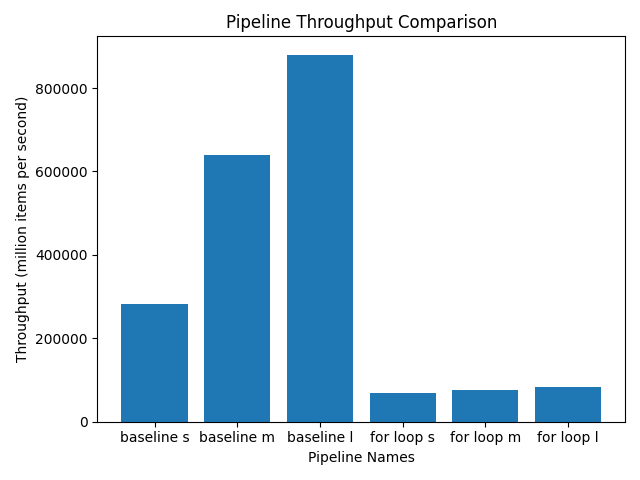 Pipeline Throughput Comparison
Throughput (million items per second)
800000
600000
400000
200000
0
baseline s baseline m baseline l for loop s for loop m for loop l
Pipeline Names